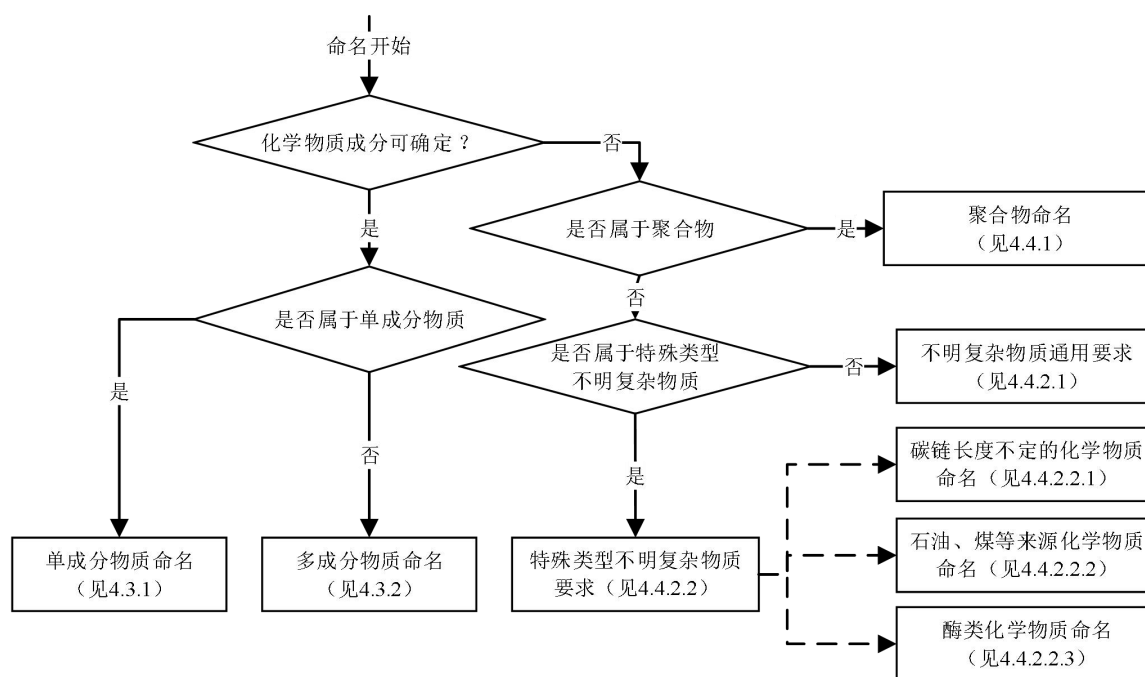 命名开始
化学物质成分可确定？
否
是
是否属于聚合物
是
聚合物命名
（见4.4.1）
否
是否属于单成分物质
是否属于特殊类型
不明复杂物质
否
不明复杂物质通用要求
（见4.4.2.1）
是
否
是
碳链长度不定的化学物质
命名（见4.4.2.2.1）
单成分物质命名
（见4.3.1）
多成分物质命名
（见4.3.2）
特殊类型不明复杂物质
要求（见4.4.2.2）
石油、煤等来源化学物质
命名（见4.4.2.2.2）
酶类化学物质命名
（见4.4.2.2.3）